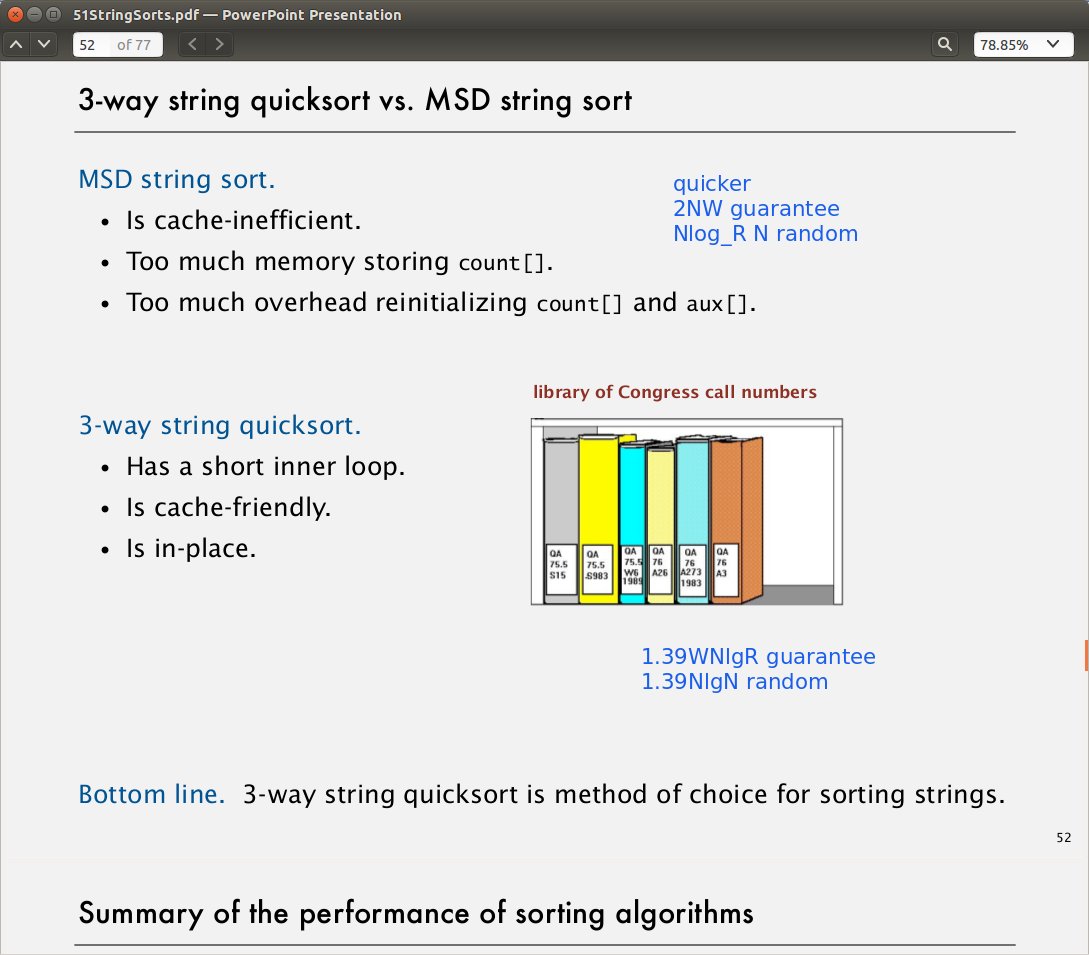 51StringSorts.pdf — PowerPoint Presentation
52 of 77
78.85%
3-way string quicksort vs. MSD string sort
MSD string sort.
• Is cache-inefficient.
• Too much memory storing count[].
• Too much overhead reinitializing count[] and aux[].
quicker
2NW guarantee
Nlog_R N random
library of Congress call numbers
3-way string quicksort.
• Has a short inner loop.
• Is cache-friendly.
• Is in-place.
QA
75.5
S15
QA
75.5
.S983
QA
75.5
W6
1989
QA
76
A26
QA
76
A273
1983
QA
76
A3
1.39WNlgR guarantee
1.39NlgN random
Bottom line. 3-way string quicksort is method of choice for sorting strings.
52
Summary of the performance of sorting algorithms